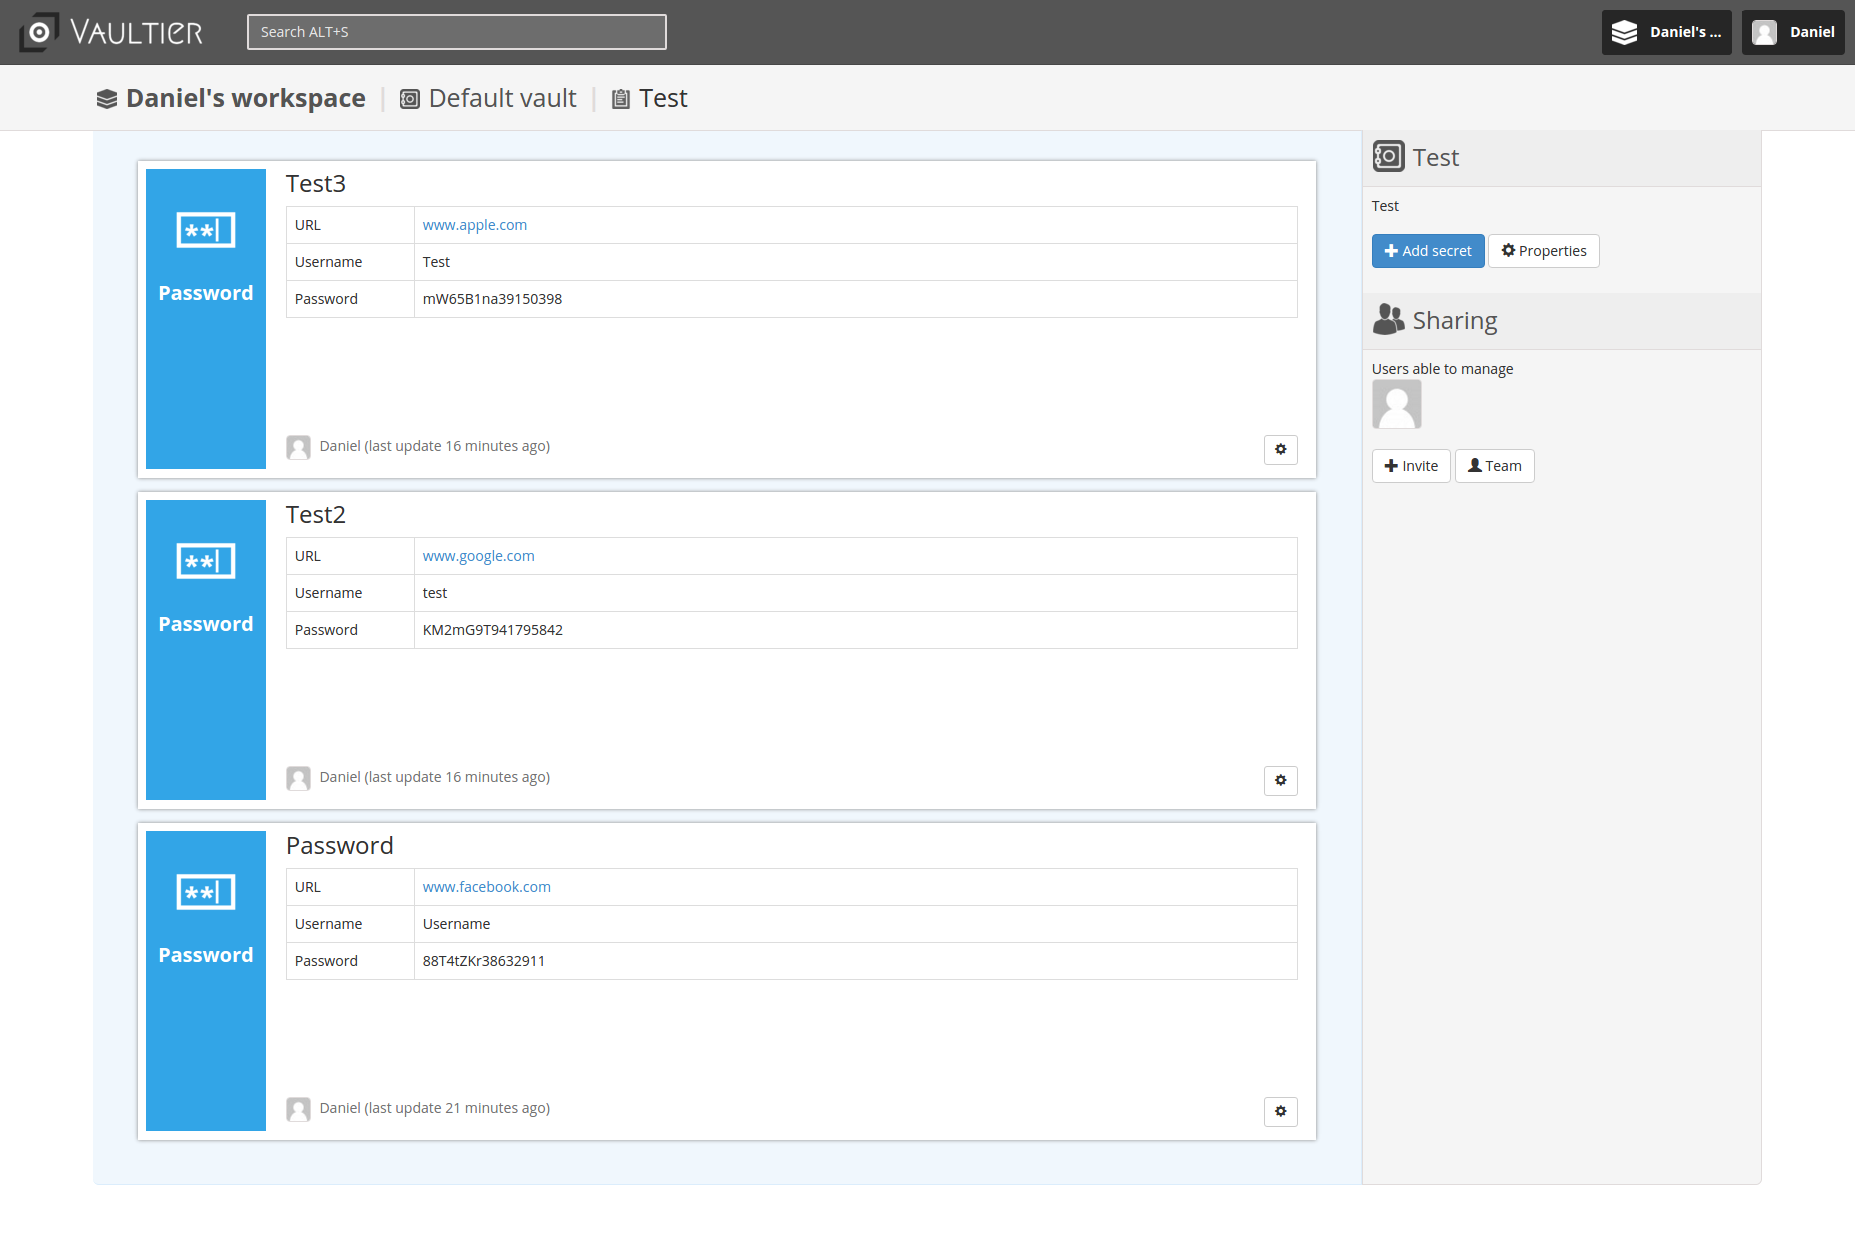 VAULTIER
Search ALT+S
Daniel's ...
Daniel
Daniel's workspace
Default vault
Test
Test3
**
Password
URL
www.apple.com
Username
Test
Password
mW65B1na39150398
Daniel (last update 16 minutes ago)
Test2
**
Password
URL
www.google.com
Username
test
Password
KM2mG9T941795842
Daniel (last update 16 minutes ago)
Password
**
Password
URL
www.facebook.com
Username
Username
Password
88T4tZKr38632911
Daniel (last update 21 minutes ago)
Test
Test
Add secret
Properties
Sharing
Users able to manage
Invite
Team